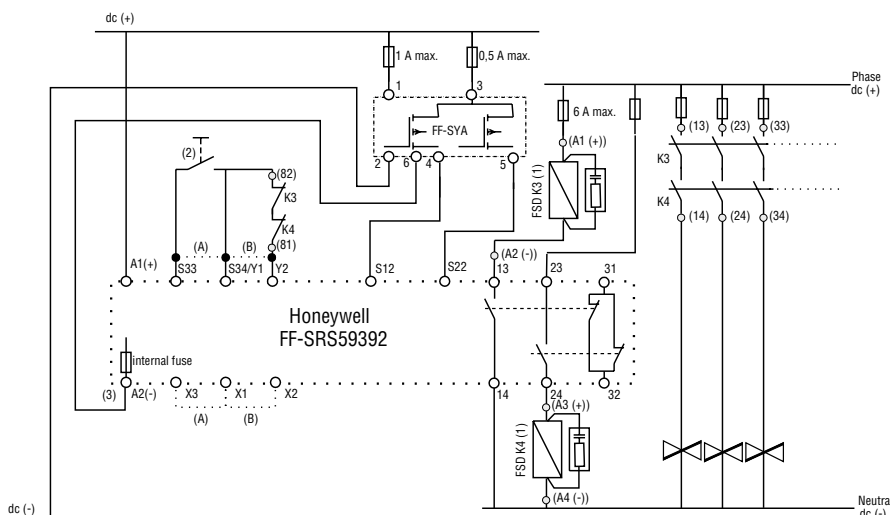 dc (+)
1 A max.
0,5 A max.
1
3
FF-SYA
2
6
4
5
Phase
dc (+)
6 A max.
(A1 (+))
(13)
(23)
(33)
K3
K4
(14)
(24)
(34)
FSD K3 (1)
(2)
(82)
K3
K4
(81)
(A)
(B)
(A2 (-))
A1(+)
S33
S34/Y1
Y2
S12
S22
13
23
31
Honeywell
FF-SRS59392
internal fuse
(3)
A2(-)
X3
X1
X2
14
24
32
(A)
(B)
(A3 (+))
FSD K4 (1)
(A4 (-))
dc (-)
Neutra
dc (-)